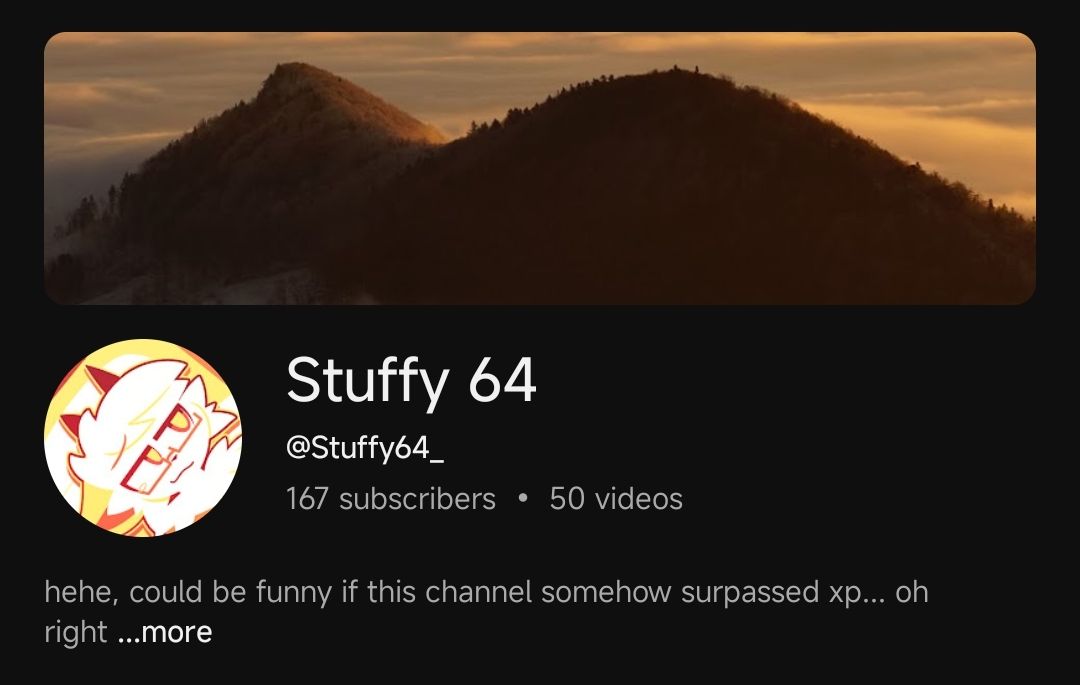 Stuffy 64
@Stuffy64_
167 subscribers • 50 videos
hehe, could be funny if this channel somehow surpassed xp... oh
right ...more